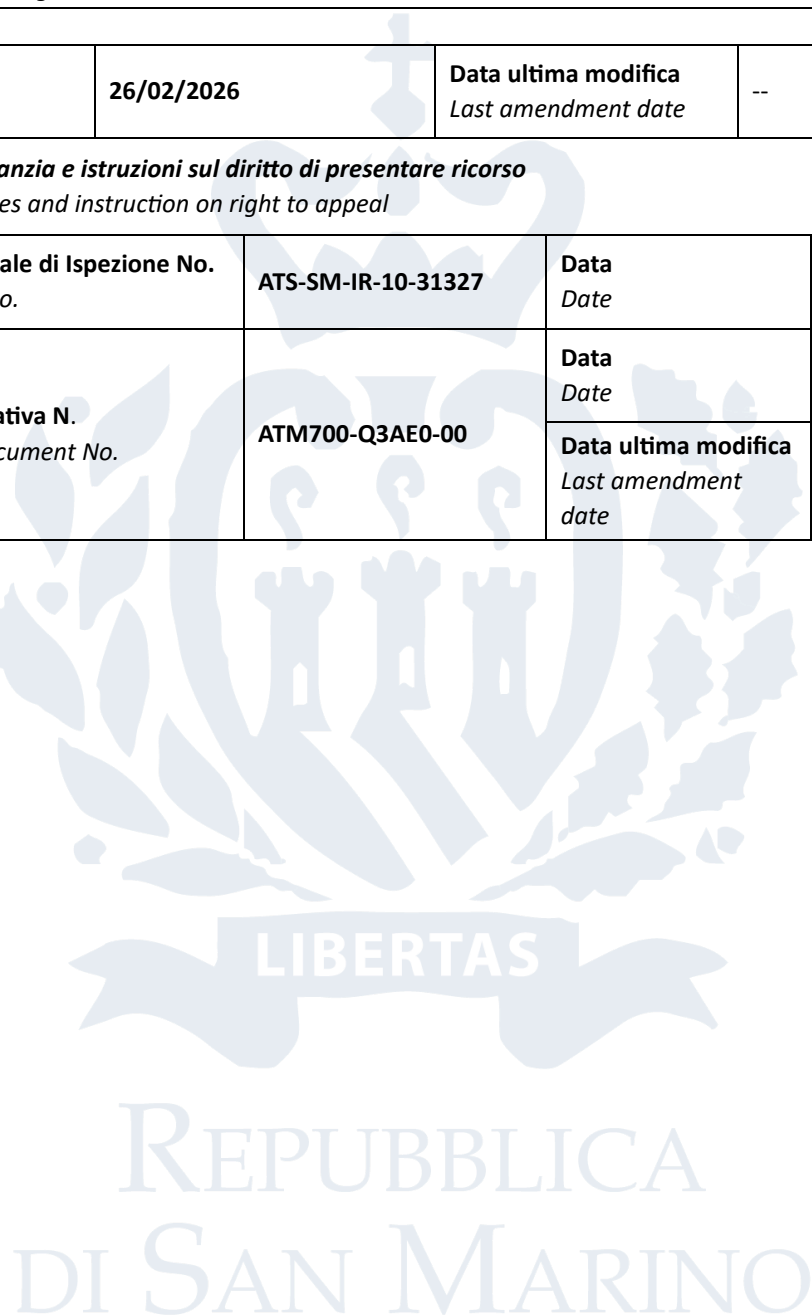 26/02/2026
Data ultima modifica
Last amendment date
--
anzia e istruzioni sul diritto di presentare ricorso
es and instruction on right to appeal
ale di Ispezione No.
o.
ATS-SM-IR-10-31327
Data
Date
ativa N.
cument No.
ATM700-Q3AE0-00
Data
Date
Data ultima modifica
Last amendment
date
LIBERTAS
REPUBBLICA
DI SAN MARINO